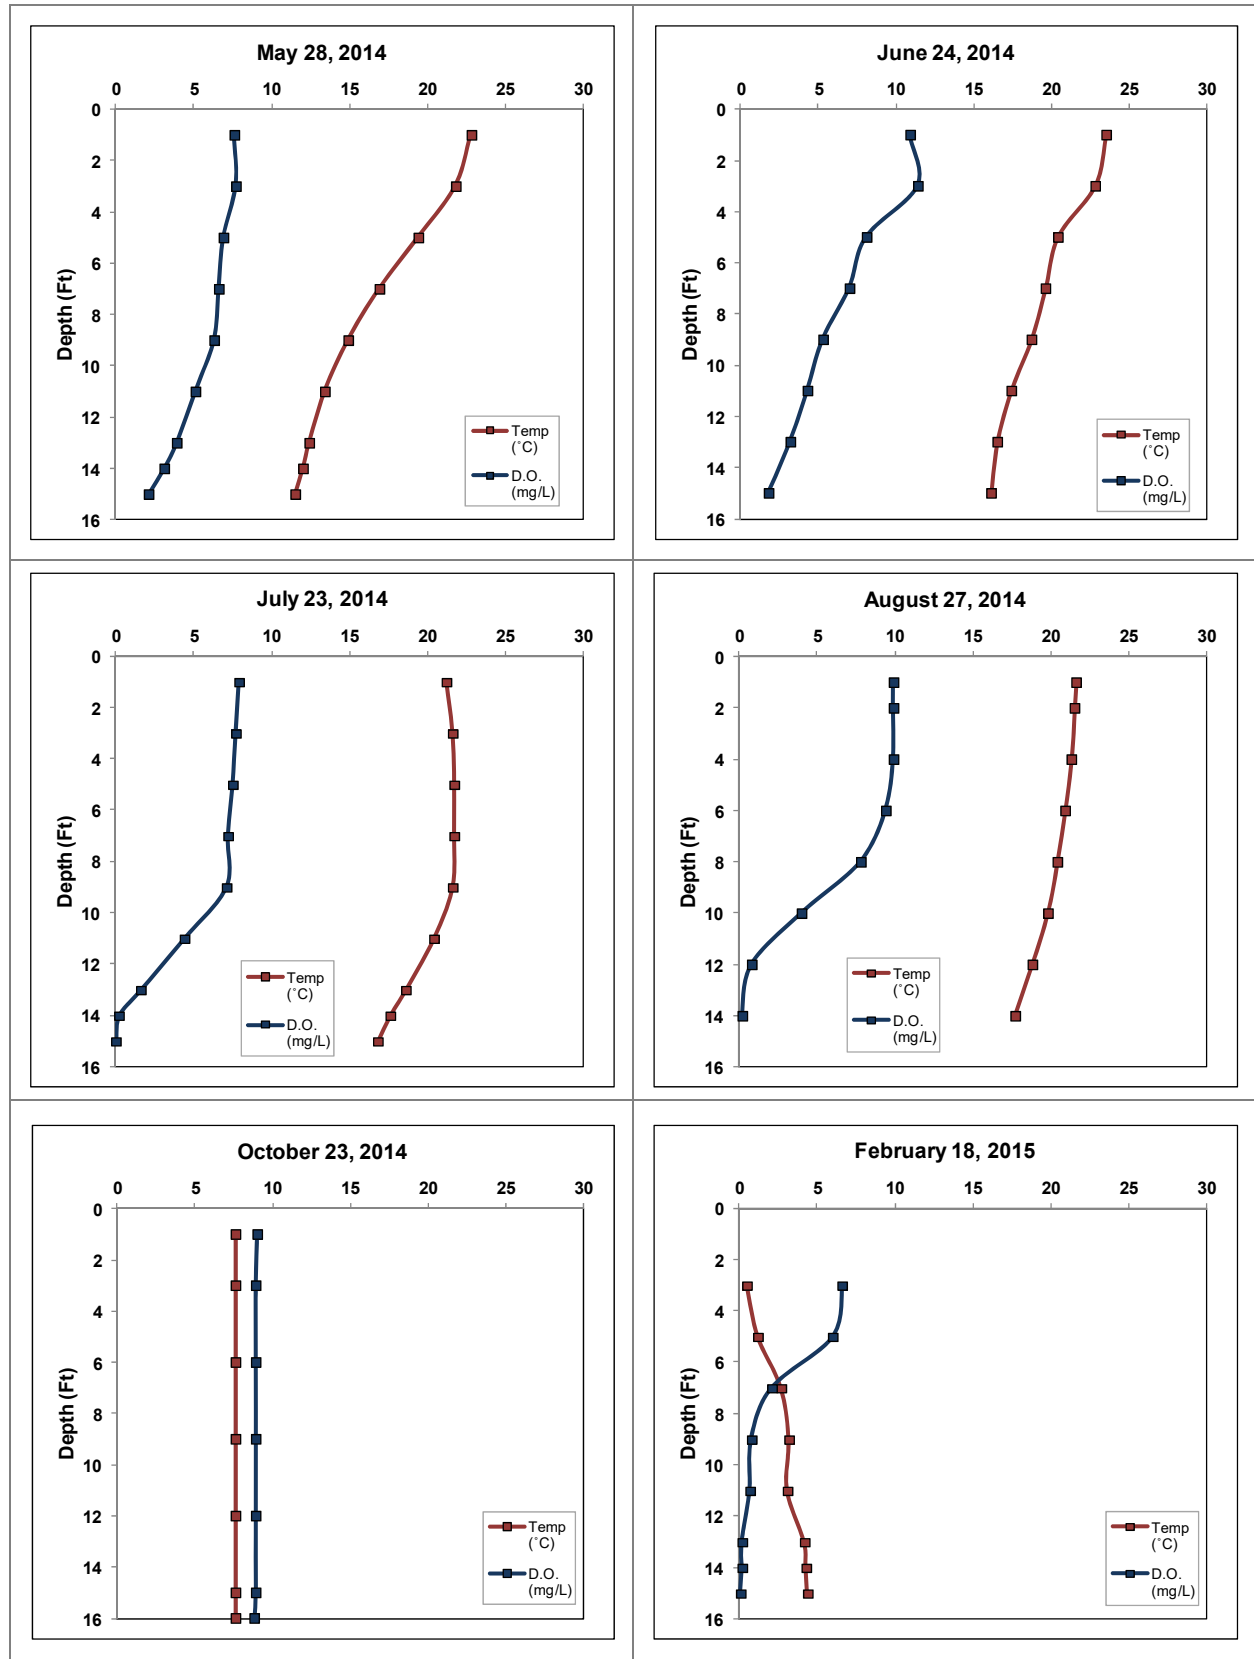 May 28, 2014
0 5 10 15 20 25 30
0
2
4
6
8
10
12
14
16
Depth (Ft)
Temp
(˚C)
D.O.
(mg/L)
June 24, 2014
0 5 10 15 20 25 30
0
2
4
6
8
10
12
14
16
Depth (Ft)
Temp
(˚C)
D.O.
(mg/L)
July 23, 2014
0 5 10 15 20 25 30
0
2
4
6
8
10
12
14
16
Depth (Ft)
Temp
(˚C)
D.O.
(mg/L)
August 27, 2014
0 5 10 15 20 25 30
0
2
4
6
8
10
12
14
16
Depth (Ft)
Temp
(˚C)
D.O.
(mg/L)
October 23, 2014
0 5 10 15 20 25 30
0
2
4
6
8
10
12
14
16
Depth (Ft)
Temp
(˚C)
D.O.
(mg/L)
February 18, 2015
0 5 10 15 20 25 30
0
2
4
6
8
10
12
14
16
Depth (Ft)
Temp
(˚C)
D.O.
(mg/L)